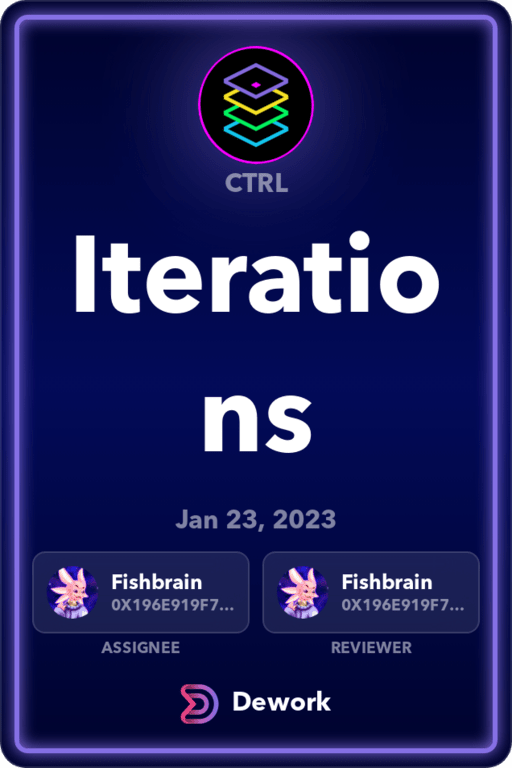 CTRL
Iteratio
ns
Jan 23, 2023
Fishbrain Fishbrain
0X196E919F7... 0X196E919F7...
ASSIGNEE REVIEWER
Dework